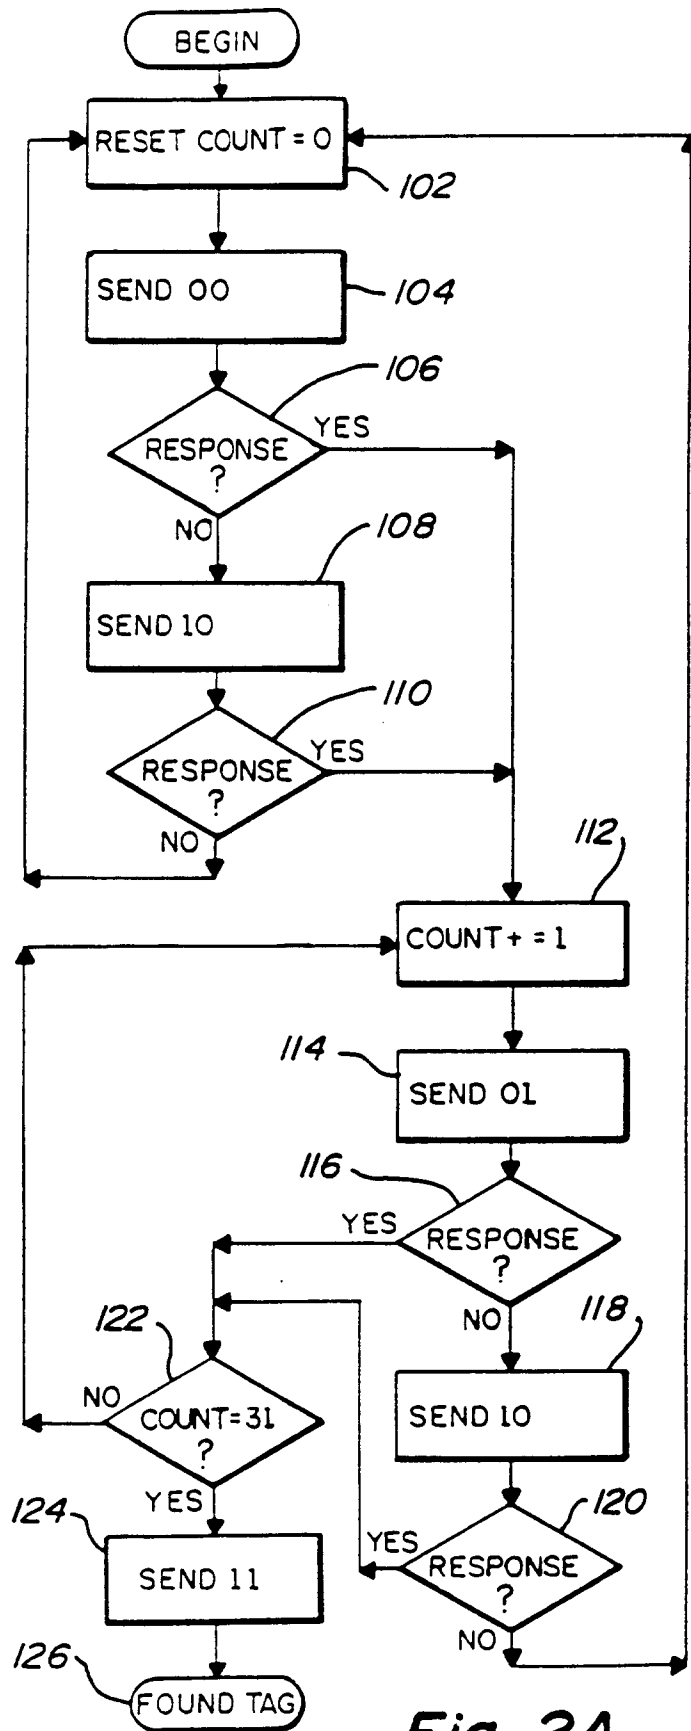 BEGIN
RESET COUNT = 0
102
SEND 00
104
106
RESPONSE
?
YES
NO
108
SEND 10
110
RESPONSE
?
YES
NO
112
COUNT + = 1
114
SEND 01
116
YES
RESPONSE
?
NO
118
122
NO
COUNT=31
?
SEND 10
YES
124
120
YES
RESPONSE
?
SEND 11
NO
126
FOUND TAG